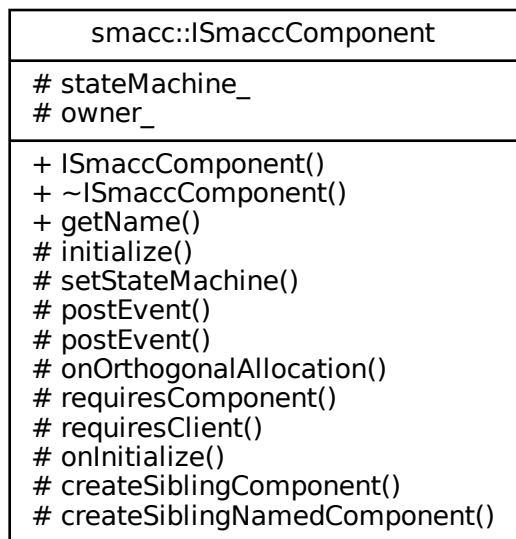 smacc::ISmaccComponent
# stateMachine_
# owner_
+ ISmaccComponent()
+ ~ISmaccComponent()
+ getName()
# initialize()
# setStateMachine()
# postEvent()
# postEvent()
# onOrthogonalAllocation()
# requiresComponent()
# requiresClient()
# onInitialize()
# createSiblingComponent()
# createSiblingNamedComponent()